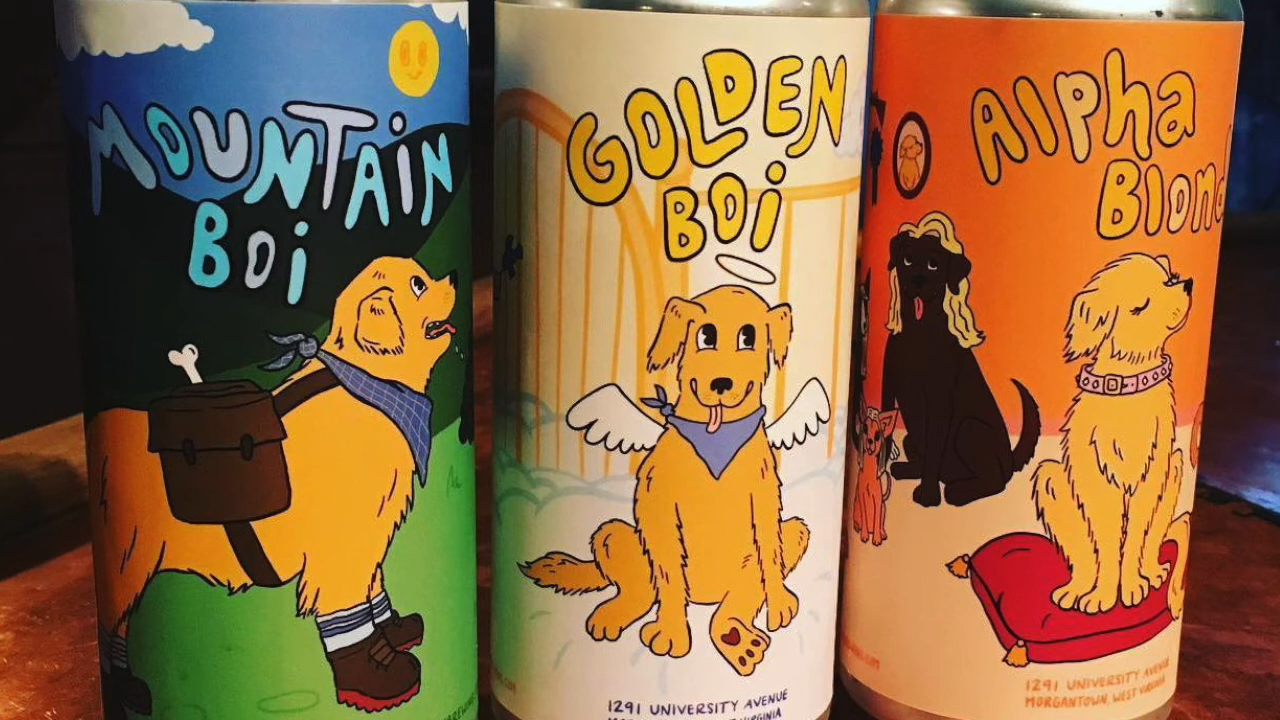 MOUNTAiN
BOi
GOLDEN
BOi
1291 UNIVERSITY AVENUE
Alpha
Blond
1291 UNIVERSITY AVENUE
MORGANTOWN, WEST VIRGINIA